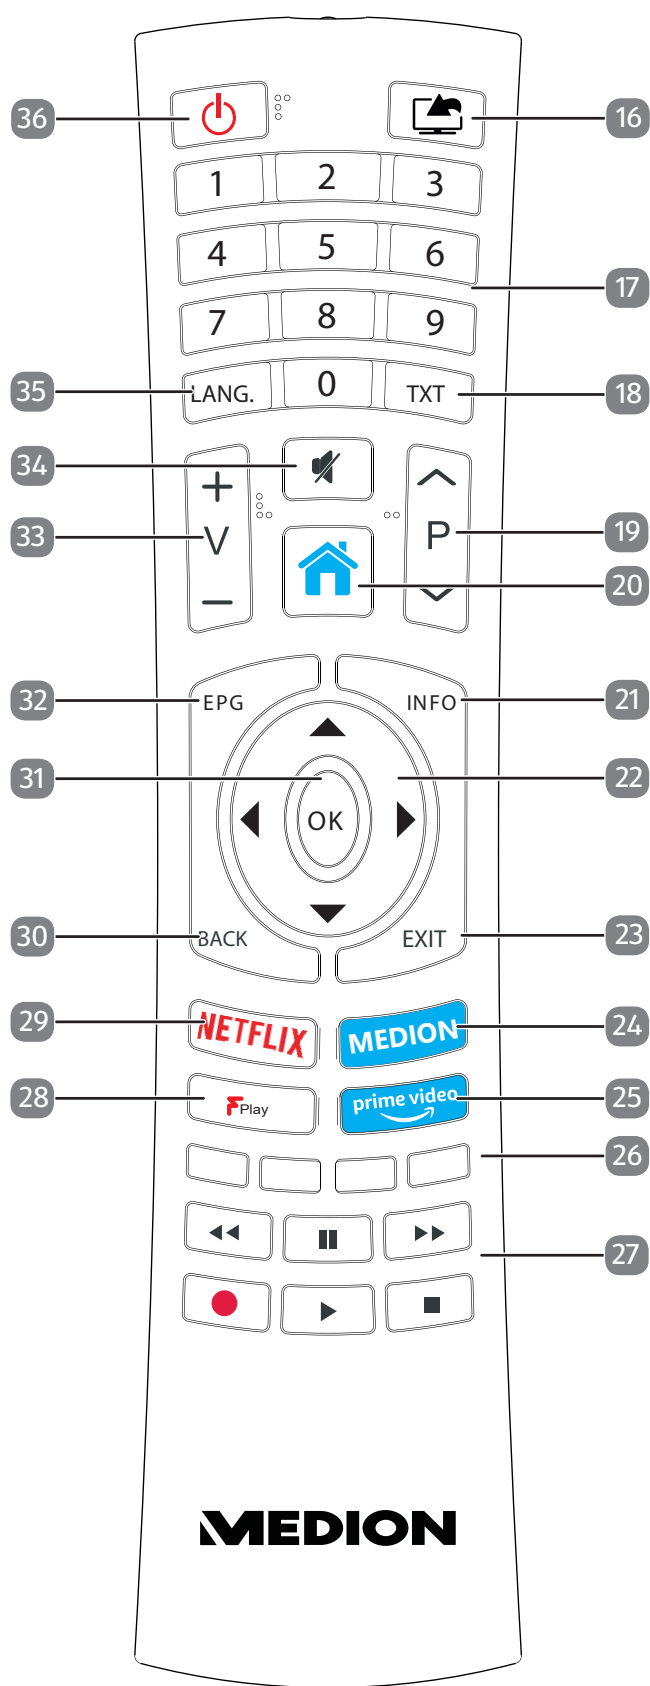 36 16
1 2 3
4 5 6
17
7 8 9
35 LANG. 0 TXT 18
34
+
33 V P 19
20
−
32 EPG INFO 21
31 22
OK
30 BACK EXIT 23
29 NETFLIX MEDION 24
28 FPlay prime video 25
26
27
MEDION